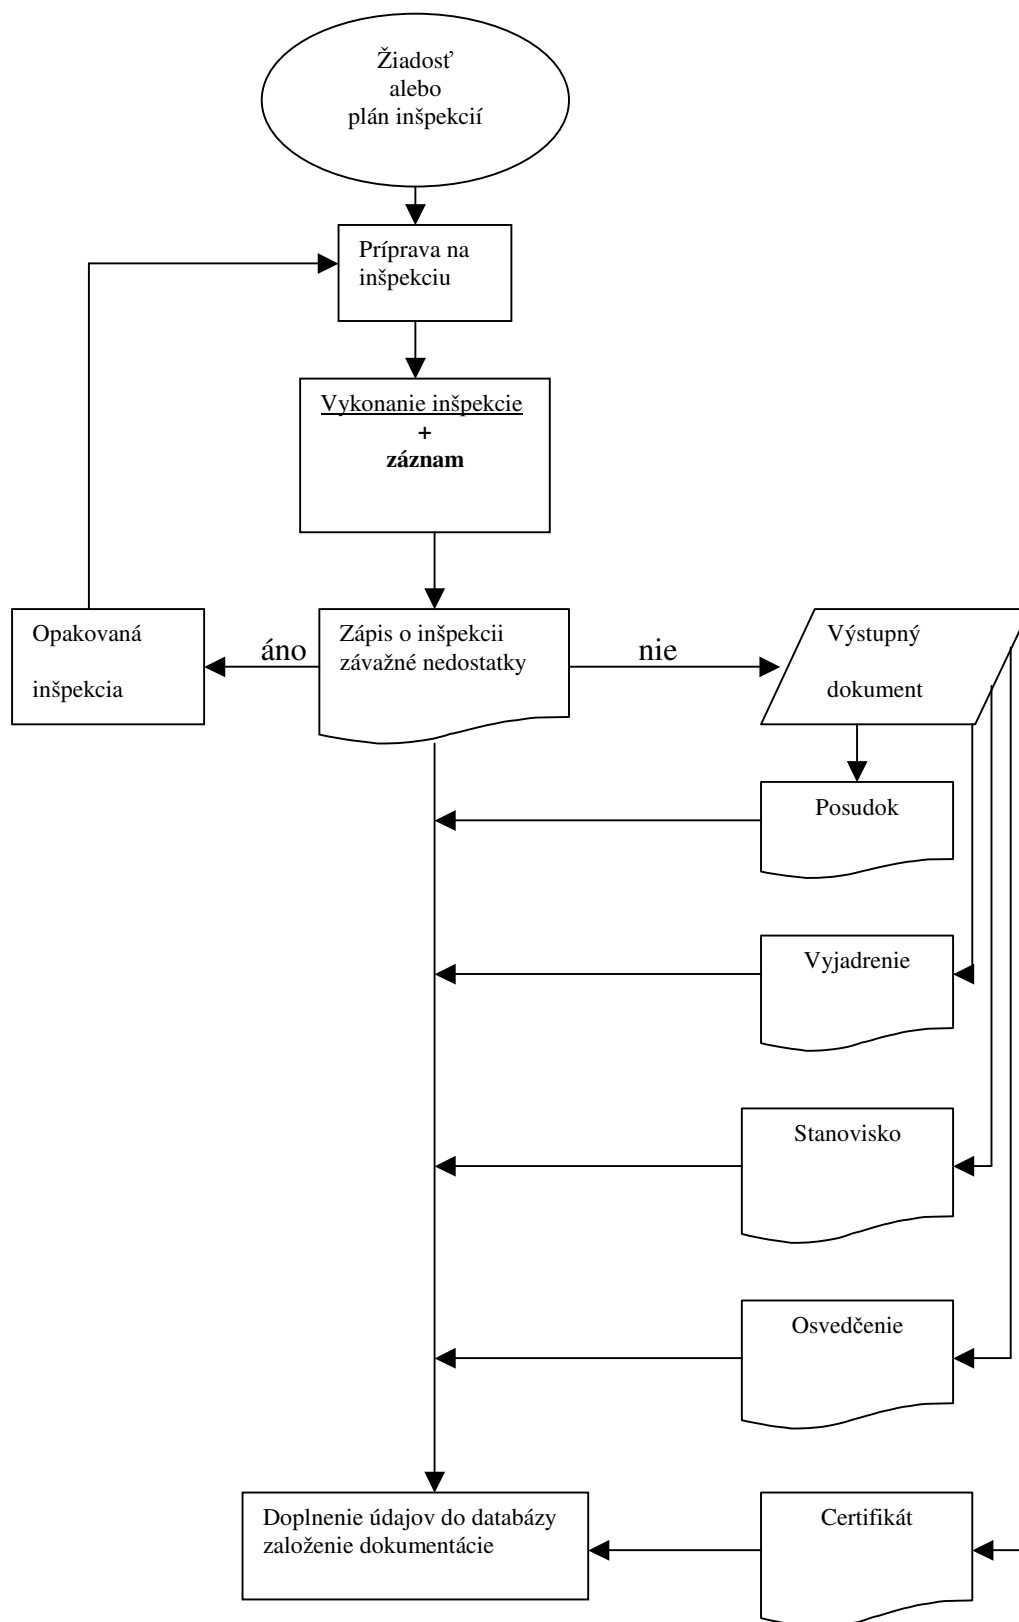 Žiadosť
alebo
plán inšpekcií
Príprava na
inšpekciu
Vykonanie inšpekcie
+
záznam
Opakovaná
inšpekcia
áno
Zápis o inšpekcii
závažné nedostatky
nie
Výstupný
dokument
Posudok
Vyjadrenie
Stanovisko
Osvedčenie
Doplnenie údajov do databázy
založenie dokumentácie
Certifikát